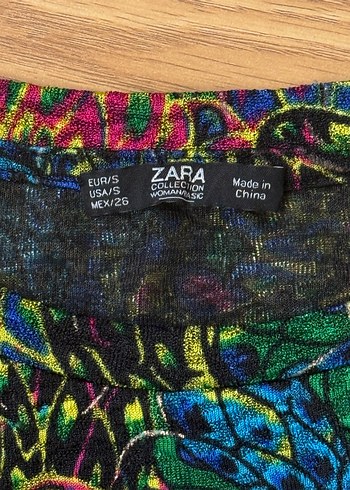 EUR/S
USA/S
MEX/26
ZARA
COLLECTION
WOMAN/BASIC
Made in
China